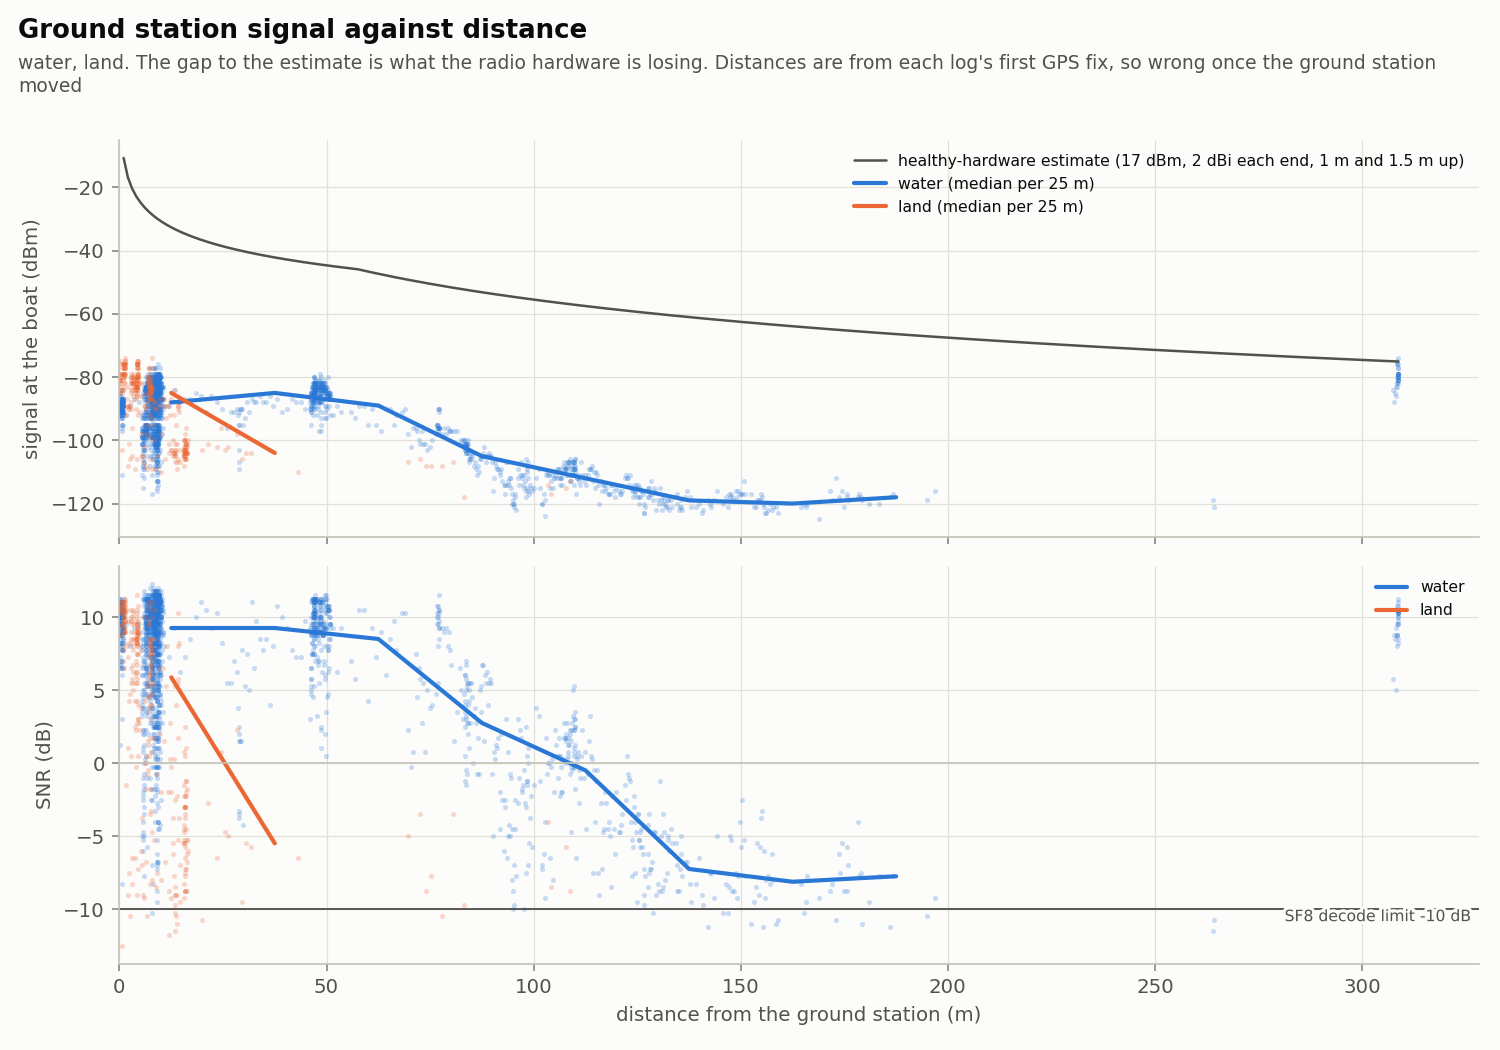 Ground station signal against distance
water, land. The gap to the estimate is what the radio hardware is losing. Distances are from each log's first GPS fix, so wrong once the ground station
moved
healthy-hardware estimate (17 dBm, 2 dBi each end, 1 m and 1.5 m up)
water (median per 25 m)
land (median per 25 m)
signal at the boat (dBm)
−20
−40
−60
−80
−100
−120
water
land
SNR (dB)
10
5
0
−5
−10
SF8 decode limit -10 dB
0 50 100 150 200 250 300
distance from the ground station (m)